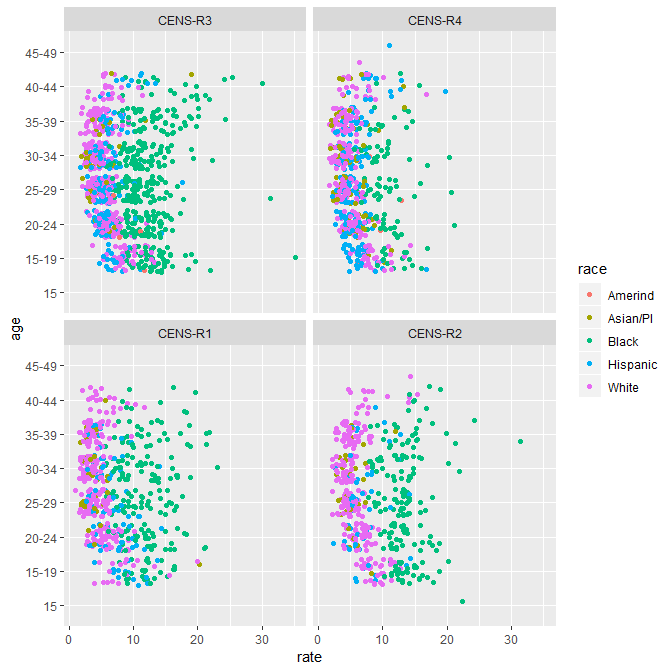 CENS-R3
CENS-R4
45-49
40-44
35-39
30-34
25-29
20-24
15-19
15
age
CENS-R1
CENS-R2
45-49
40-44
35-39
30-34
25-29
20-24
15-19
15
0 10 20 30
0 10 20 30
rate
race
Amerind
Asian/PI
Black
Hispanic
White